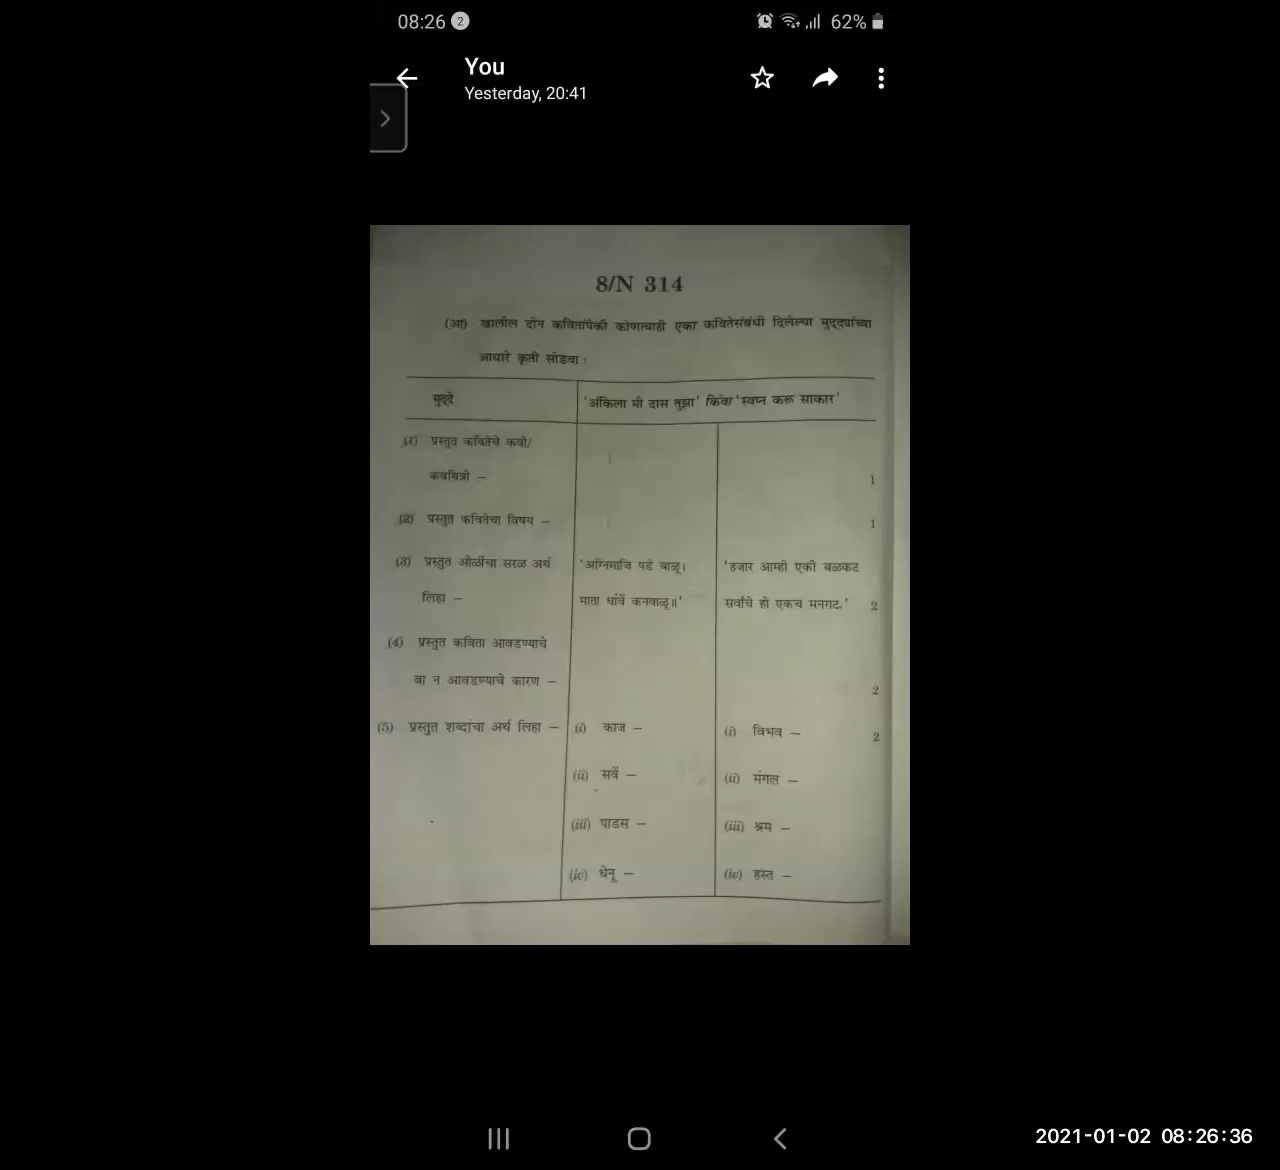 08:26 2 62%
You
Yesterday, 20:41
8/N 314
(आ) खालील दोन कवितांपैकी कोणत्याही एका कवितेसंबंधी दिलेल्या मुद्द्यांच्या
आधारे कृती सोडवा :
मुद्दे 'अंकिला मी दास तुझा' किंवा 'स्वप्न करू साकार'
(1) प्रस्तुत कवितेचे कवी/
कवयित्री – 1
(2) प्रस्तुत कवितेचा विषय – 1
(3) प्रस्तुत ओळींचा सरळ अर्थ 'अग्निमाजि पडे बाळू। 'हजार आम्ही एकी बळकट
लिहा – माता धांवें कनवाळू॥' सर्वांचे हो एकच मनगट.' 2
(4) प्रस्तुत कविता आवडण्याचे
वा न आवडण्याचे कारण – 2
(5) प्रस्तुत शब्दांचा अर्थ लिहा – (i) काज – (i) विभव – 2
(ii) सवें – (ii) मंगल –
(iii) पाडस – (iii) श्रम –
(iv) धेनू – (iv) हस्त –
2021-01-02 08:26:36